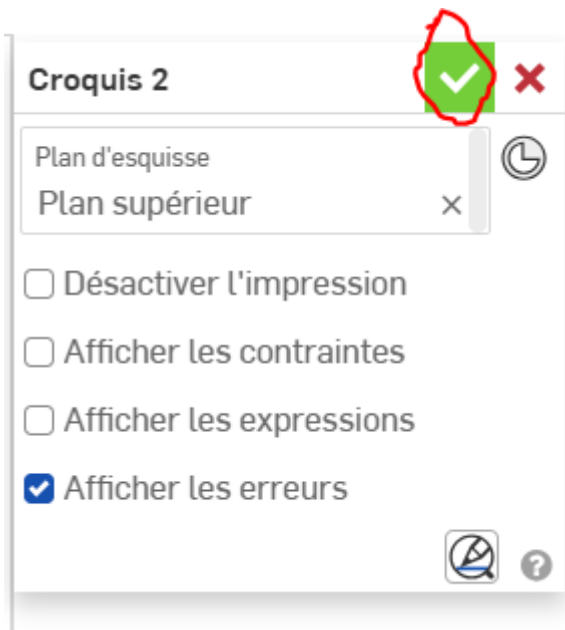 Croquis 2
Plan d'esquisse
Plan supérieur
Désactiver l'impression
Afficher les contraintes
Afficher les expressions
Afficher les erreurs